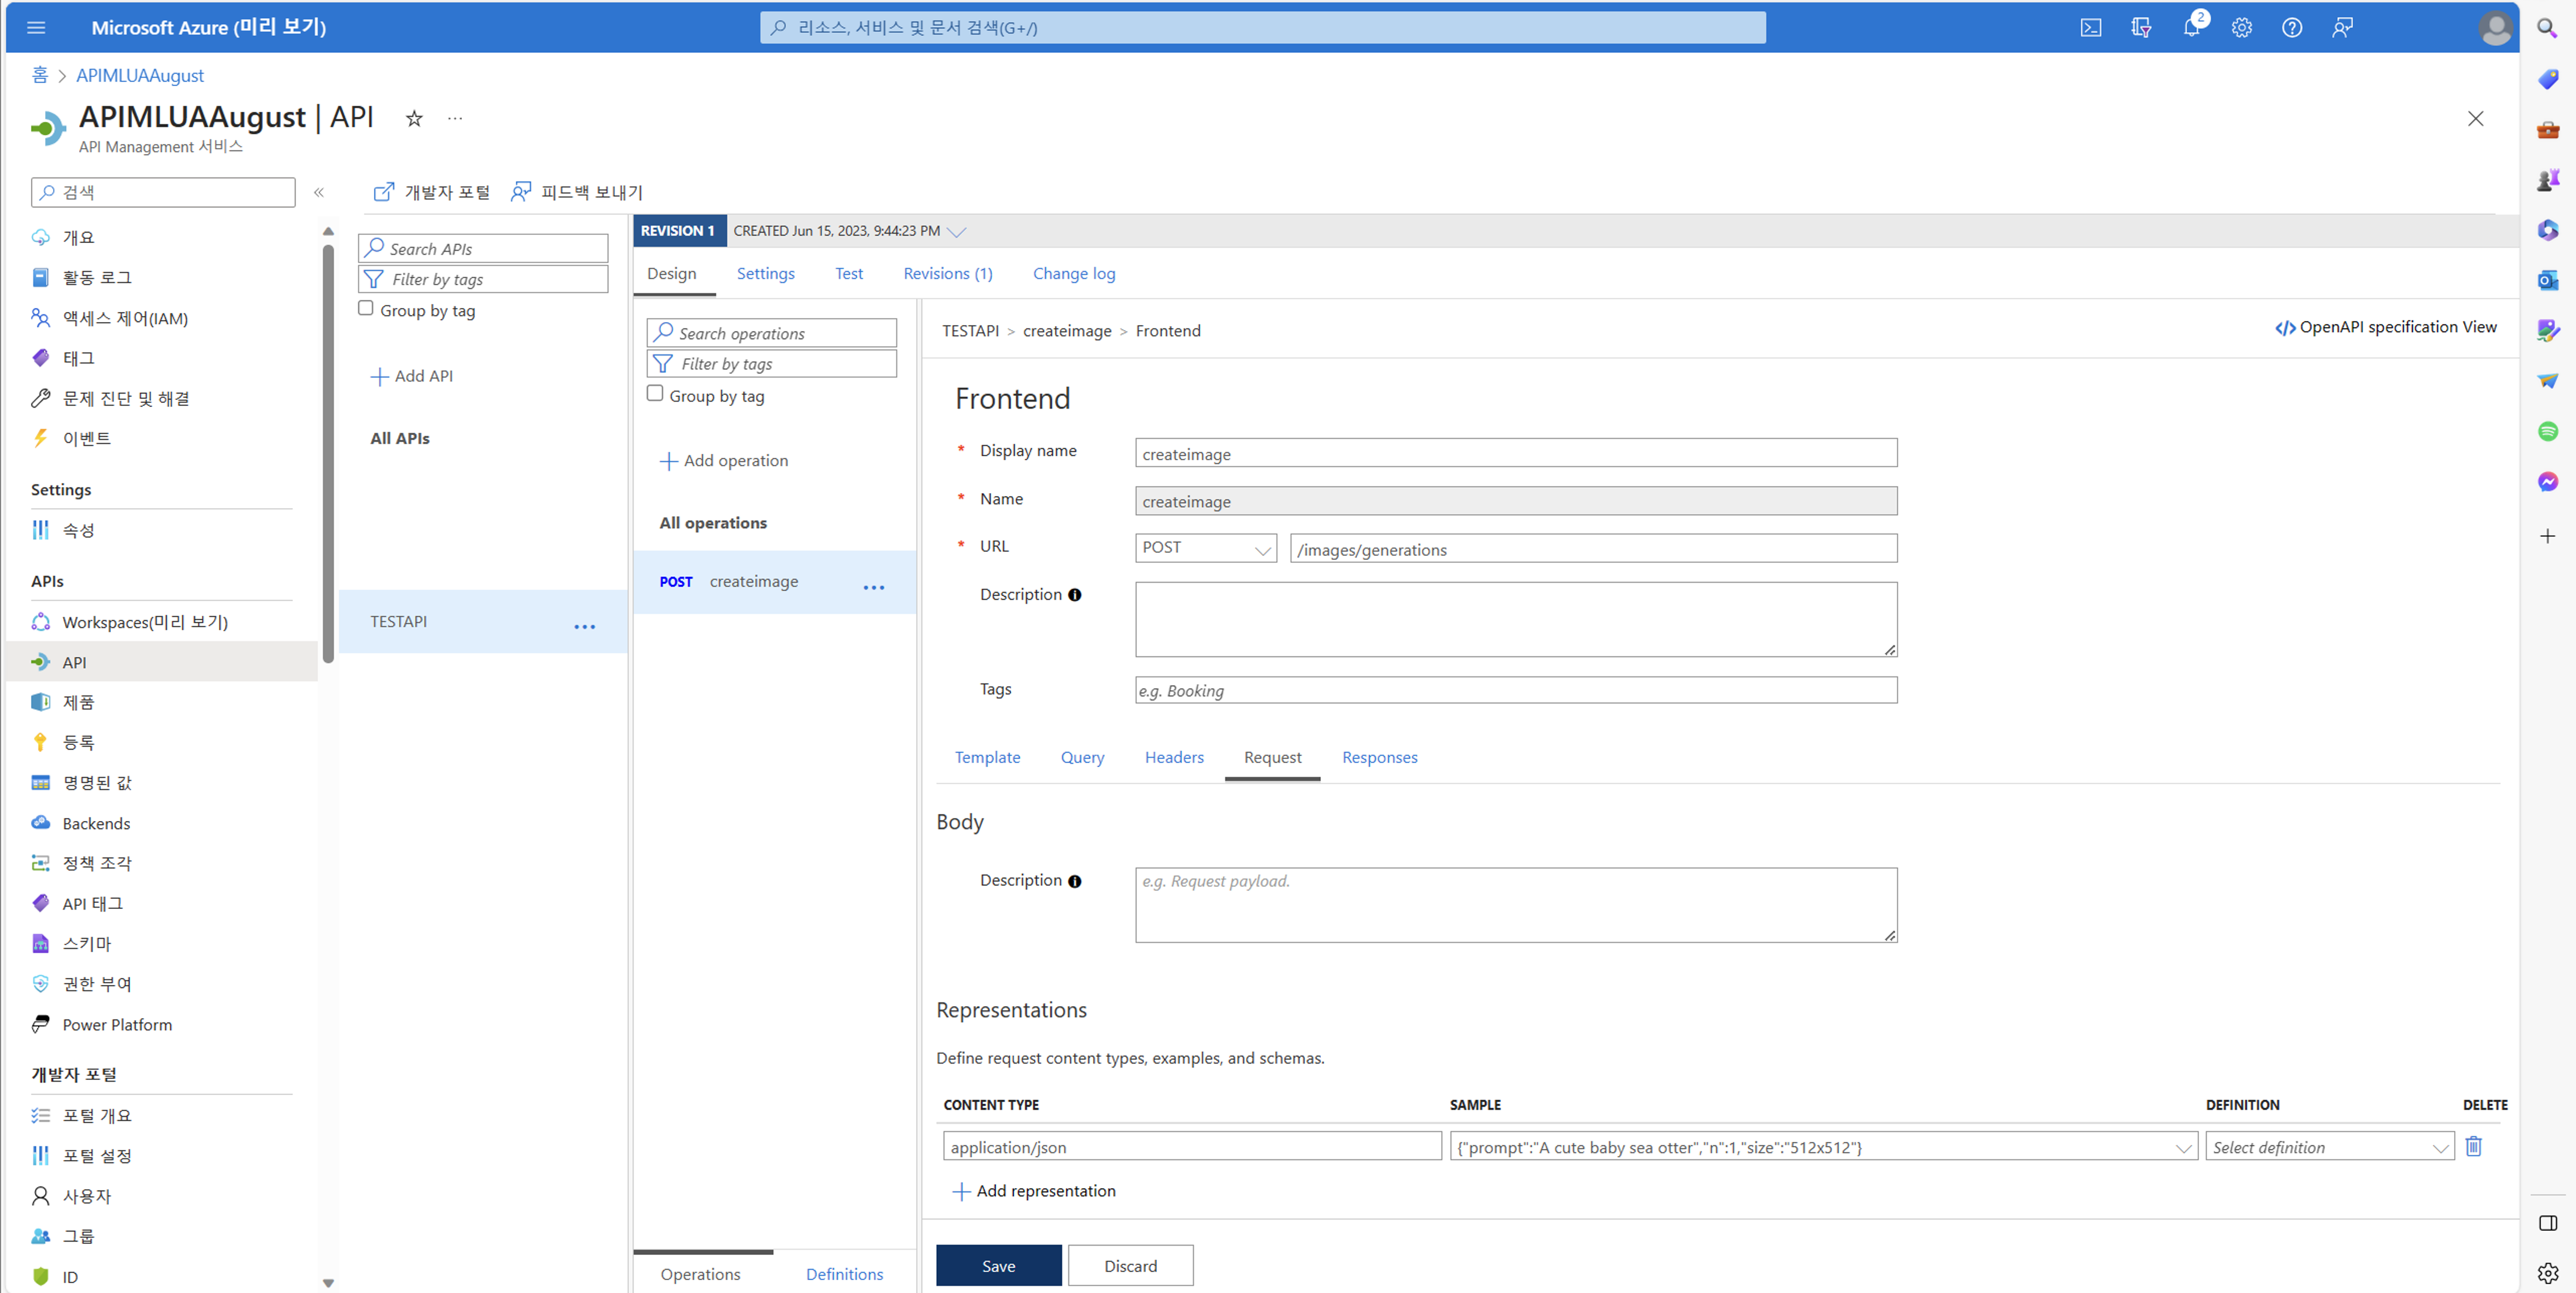 Microsoft Azure (미리 보기)
리소스, 서비스 및 문서 검색(G+/)
2
홈 > APIMLUAAugust
APIMLUAAugust | API
API Management 서비스
검색
개요
활동 로그
액세스 제어(IAM)
태그
문제 진단 및 해결
이벤트
Settings
속성
APIs
Workspaces(미리 보기)
API
제품
등록
명명된 값
Backends
정책 조각
API 태그
스키마
권한 부여
Power Platform
개발자 포털
포털 개요
포털 설정
사용자
그룹
ID
개발자 포털 피드백 보내기
Search APIs
Filter by tags
Group by tag
Add API
All APIs
TESTAPI
REVISION 1 CREATED Jun 15, 2023, 9:44:23 PM
Design Settings Test Revisions (1) Change log
Search operations
Filter by tags
Group by tag
Add operation
All operations
POST createimage
Operations Definitions
TESTAPI > createimage > Frontend
</> OpenAPI specification View
Frontend
* Display name createimage
* Name createimage
* URL POST /images/generations
Description
Tags e.g. Booking
Template Query Headers Request Responses
Body
Description e.g. Request payload.
Representations
Define request content types, examples, and schemas.
CONTENT TYPE SAMPLE DEFINITION DELETE
application/json {"prompt":"A cute baby sea otter","n":1,"size":"512x512"} Select definition
Add representation
Save Discard